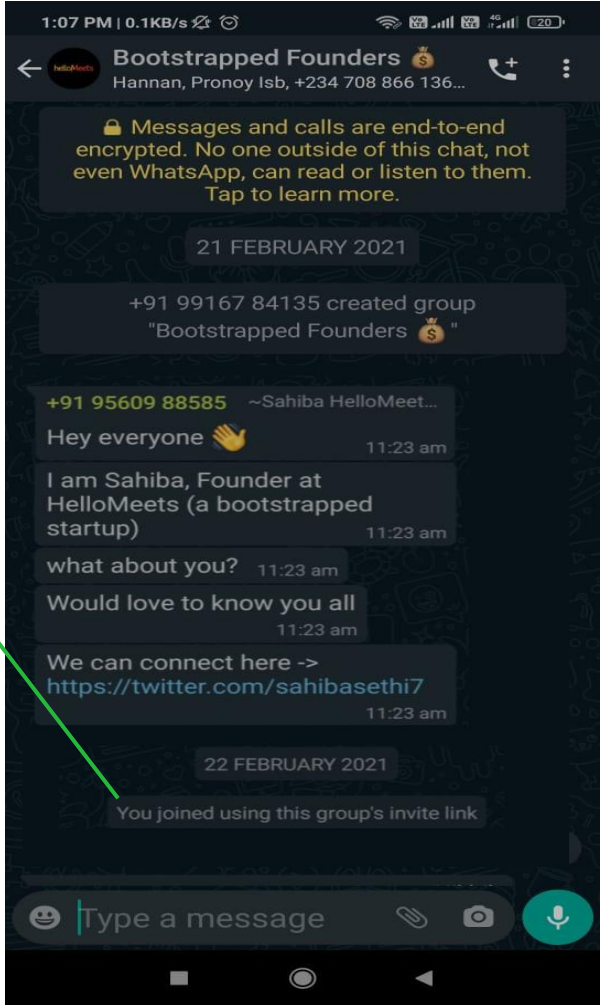 1:07 PM | 0.1KB/s
Vo LTE Vo LTE 4G 20
helloMeets
Bootstrapped Founders 💰
Hannan, Pronoy Isb, +234 708 866 136...
🔒 Messages and calls are end-to-end
encrypted. No one outside of this chat, not
even WhatsApp, can read or listen to them.
Tap to learn more.
21 FEBRUARY 2021
+91 99167 84135 created group
"Bootstrapped Founders 💰"
+91 95609 88585 ~Sahiba HelloMeet...
Hey everyone 👋
11:23 am
I am Sahiba, Founder at
HelloMeets (a bootstrapped
startup)
11:23 am
what about you? 11:23 am
Would love to know you all
11:23 am
We can connect here ->
https://twitter.com/sahibasethi7
11:23 am
22 FEBRUARY 2021
You joined using this group's invite link
Type a message